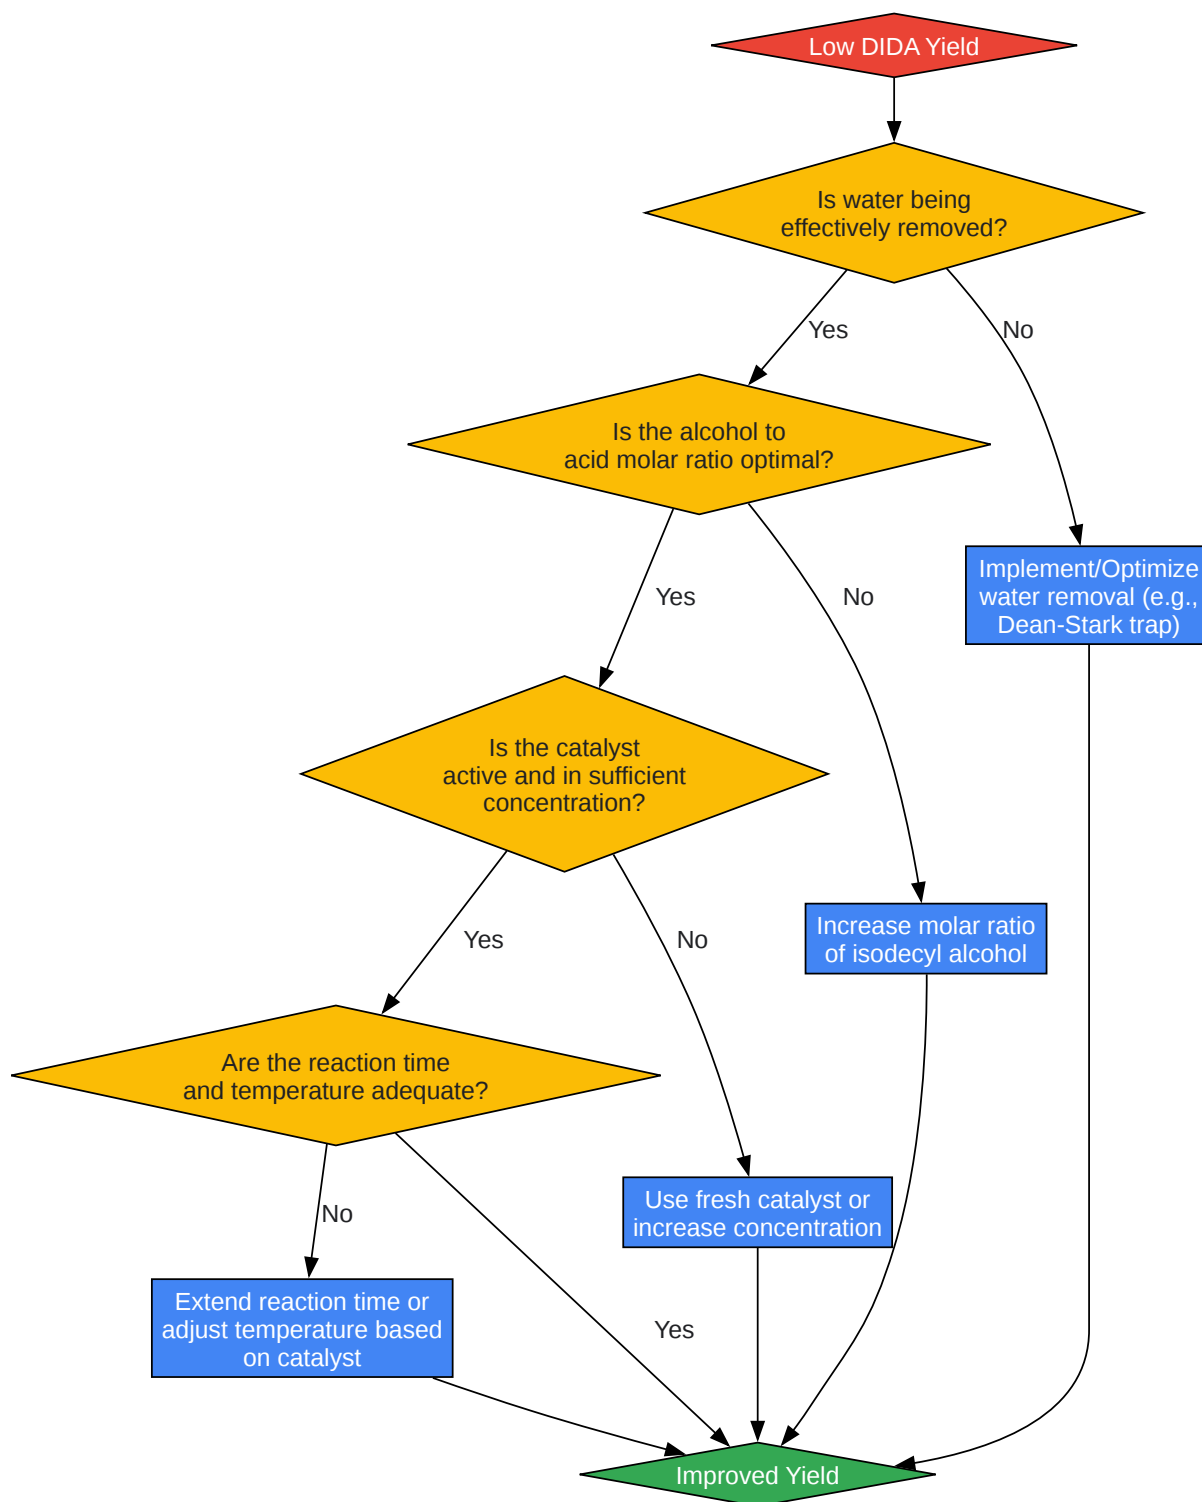 Low DIDA Yield
Is water being
effectively removed?
Yes
No
Is the alcohol to
acid molar ratio optimal?
Implement/Optimize
water removal (e.g.,
Dean-Stark trap)
Yes
No
Is the catalyst
active and in sufficient
concentration?
Increase molar ratio
of isodecyl alcohol
Yes
No
Are the reaction time
and temperature adequate?
Use fresh catalyst or
increase concentration
No
Extend reaction time or
adjust temperature based
on catalyst
Yes
Improved Yield